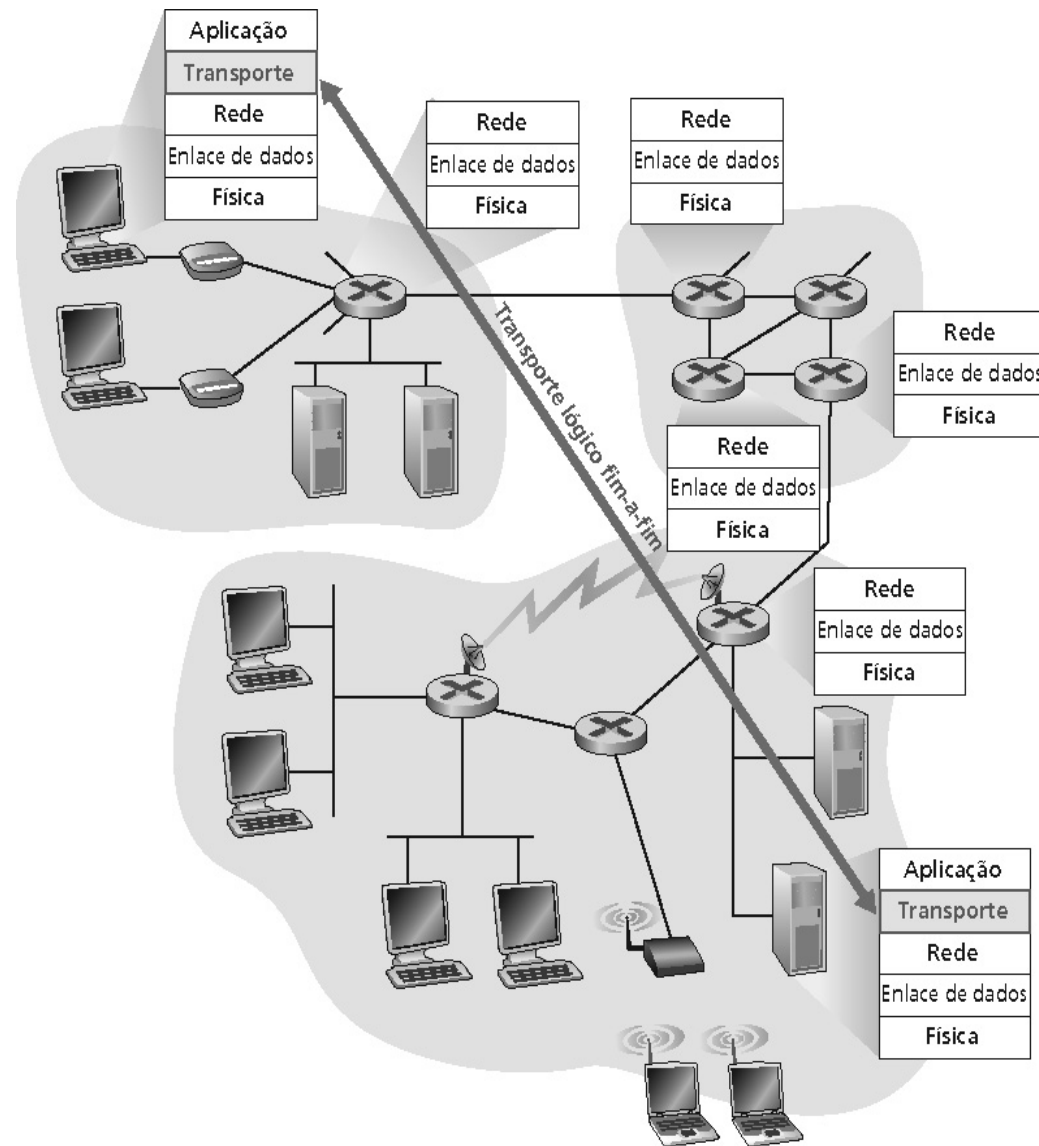 Aplicação
Transporte
Rede
Enlace de dados
Física
Rede
Enlace de dados
Física
Rede
Enlace de dados
Física
Rede
Enlace de dados
Física
Transporte lógico fim-a-fim
Rede
Enlace de dados
Física
Rede
Enlace de dados
Física
Aplicação
Transporte
Rede
Enlace de dados
Física